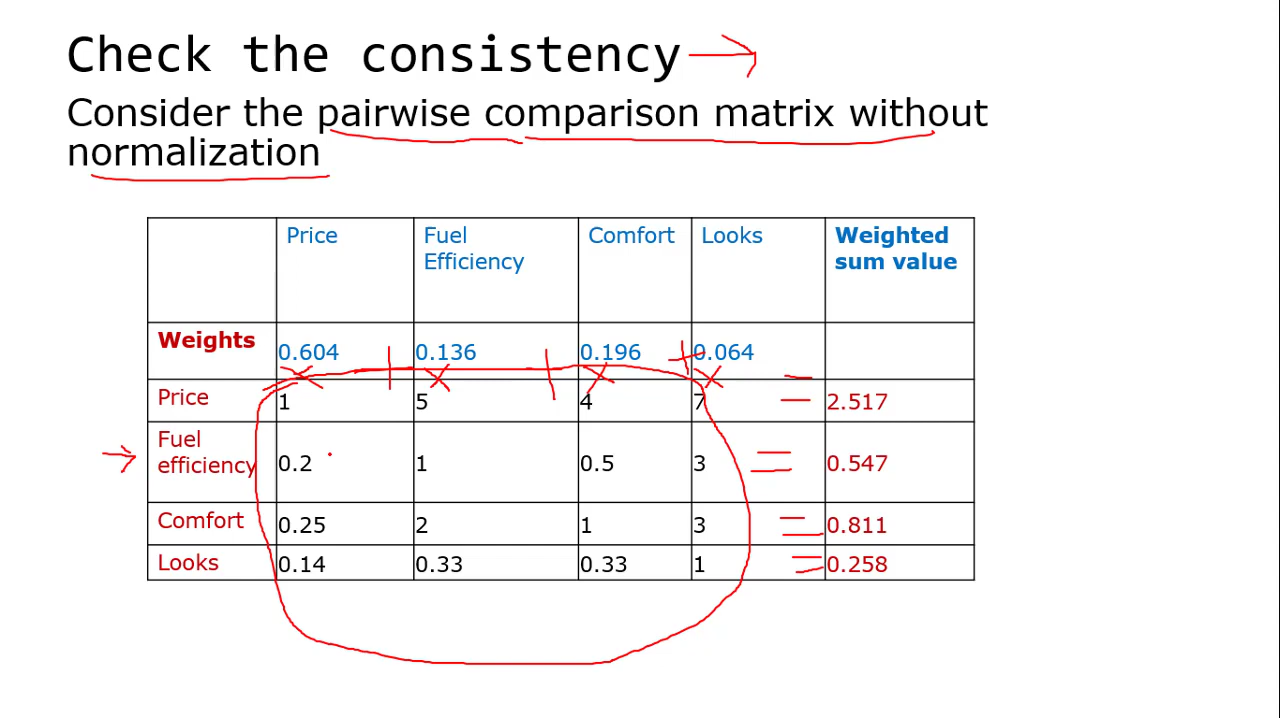 Check the consistency
Consider the pairwise comparison matrix without
normalization
Price Fuel Comfort Looks Weighted
Efficiency sum value
Weights 0.604 0.136 0.196 0.064
Price 1 5 4 7 2.517
Fuel
efficiency 0.2 1 0.5 3 0.547
Comfort 0.25 2 1 3 0.811
Looks 0.14 0.33 0.33 1 0.258